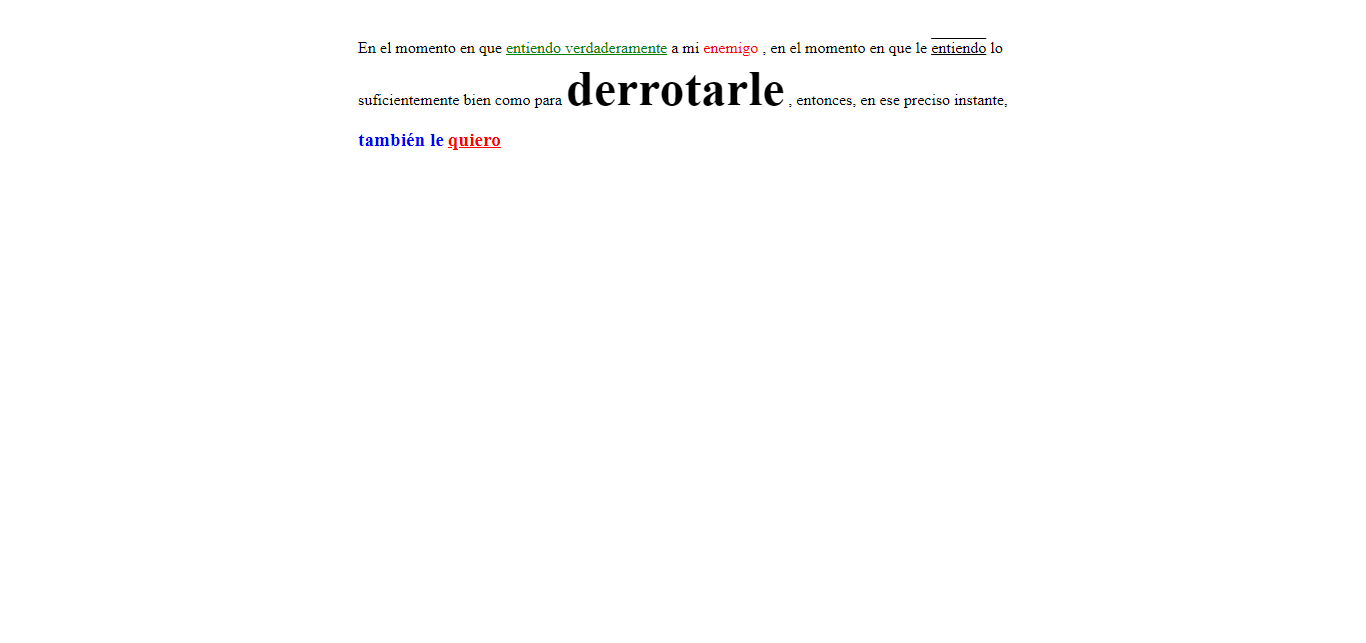 En el momento en que entiendo verdaderamente a mi enemigo , en el momento en que le entiendo lo
suficientemente bien como para derrotarle , entonces, en ese preciso instante,
también le quiero